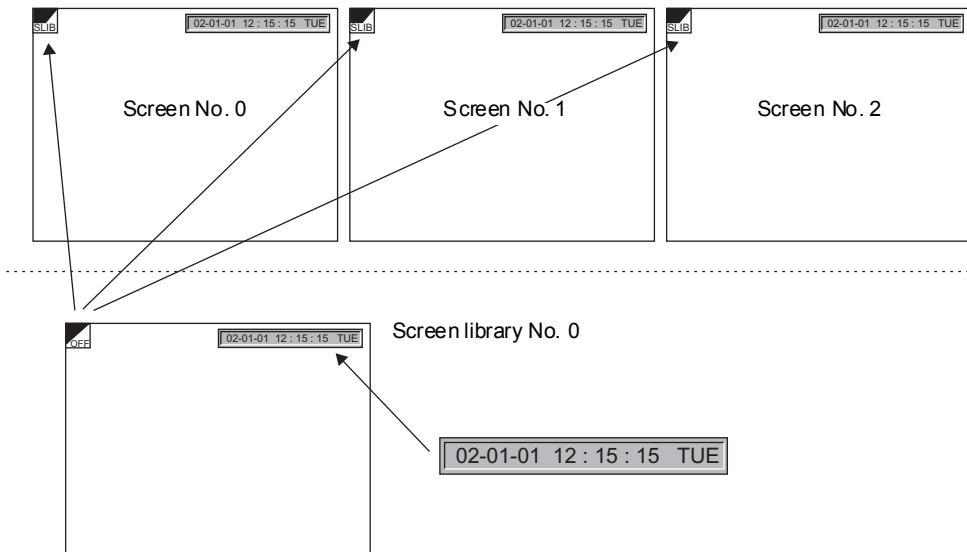 SLIB 02-01-01 12 : 15 : 15 TUE
SLIB 02-01-01 12 : 15 : 15 TUE
SLIB 02-01-01 12 : 15 : 15 TUE
Screen No. 0
Screen No. 1
Screen No. 2
OFF 02-01-01 12 : 15 : 15 TUE
Screen library No. 0
02-01-01 12 : 15 : 15 TUE